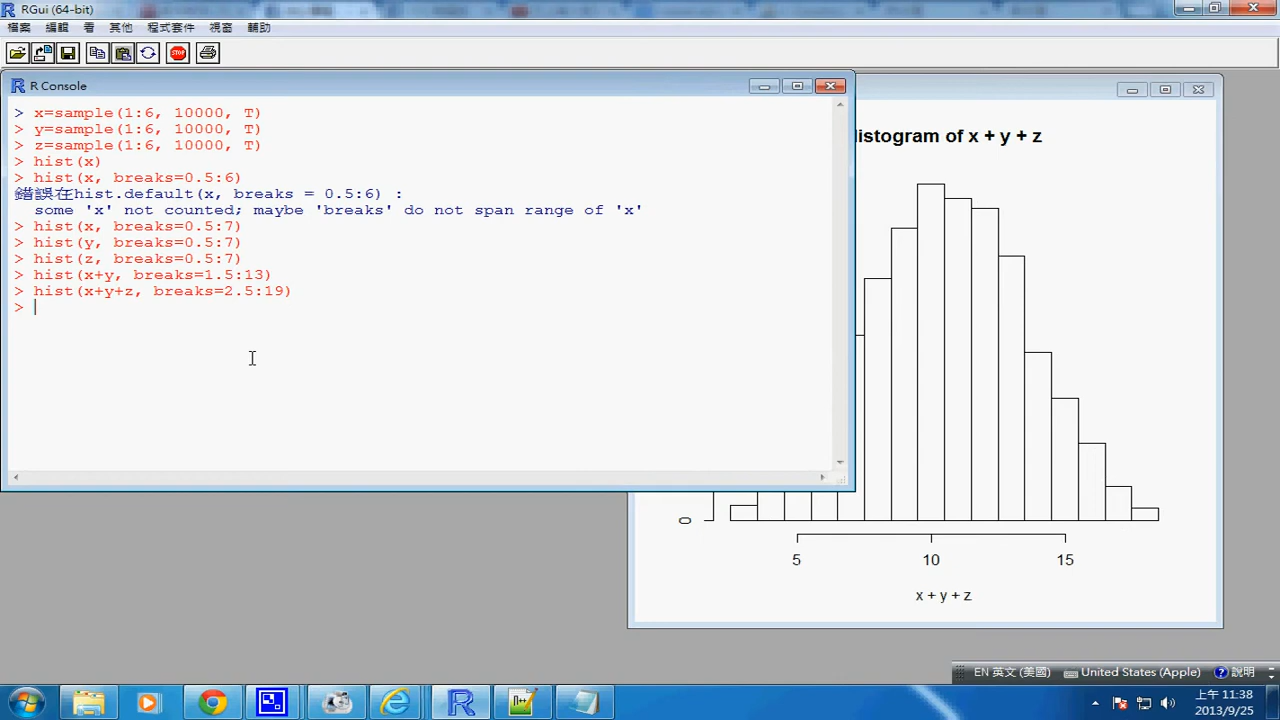 RGui (64-bit)
檔案 編輯 看 其他 程式套件 視窗 輔助
STOP
R Console
> x=sample(1:6, 10000, T)
> y=sample(1:6, 10000, T)
> z=sample(1:6, 10000, T)
> hist(x)
> hist(x, breaks=0.5:6)
錯誤在hist.default(x, breaks = 0.5:6) :
some 'x' not counted; maybe 'breaks' do not span range of 'x'
> hist(x, breaks=0.5:7)
> hist(y, breaks=0.5:7)
> hist(z, breaks=0.5:7)
> hist(x+y, breaks=1.5:13)
> hist(x+y+z, breaks=2.5:19)
>
istogram of x + y + z
0
5 10 15
x + y + z
EN 英文 (美國) United States (Apple) 說明
上午 11:38
2013/9/25